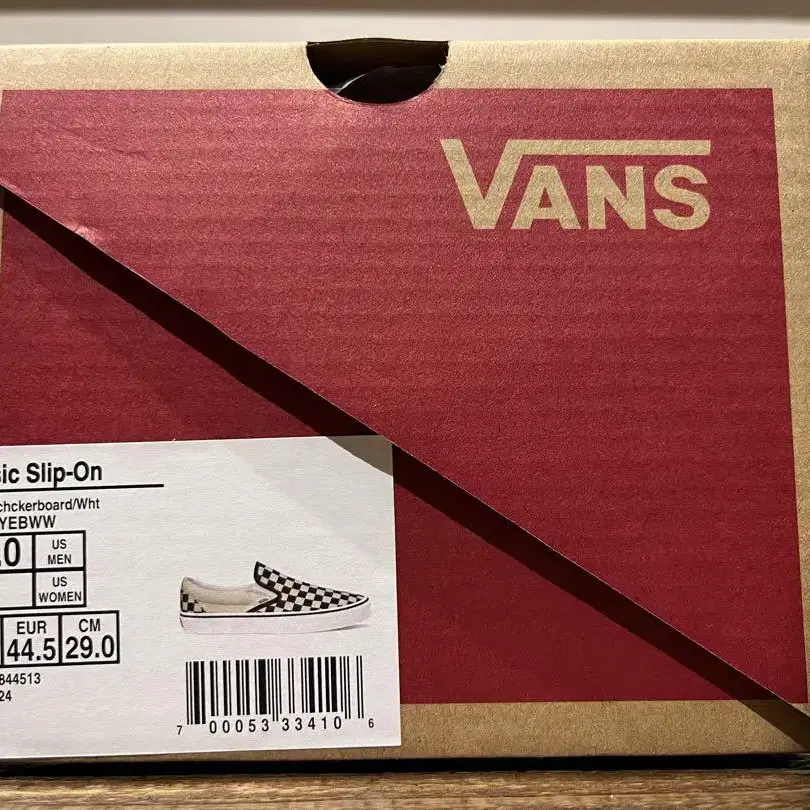 VANS
sic Slip-On
chckerboard/Wht
YEBWW
.0 US MEN
US WOMEN
EUR 44.5 CM 29.0
844513
24
7 00053 33410 6